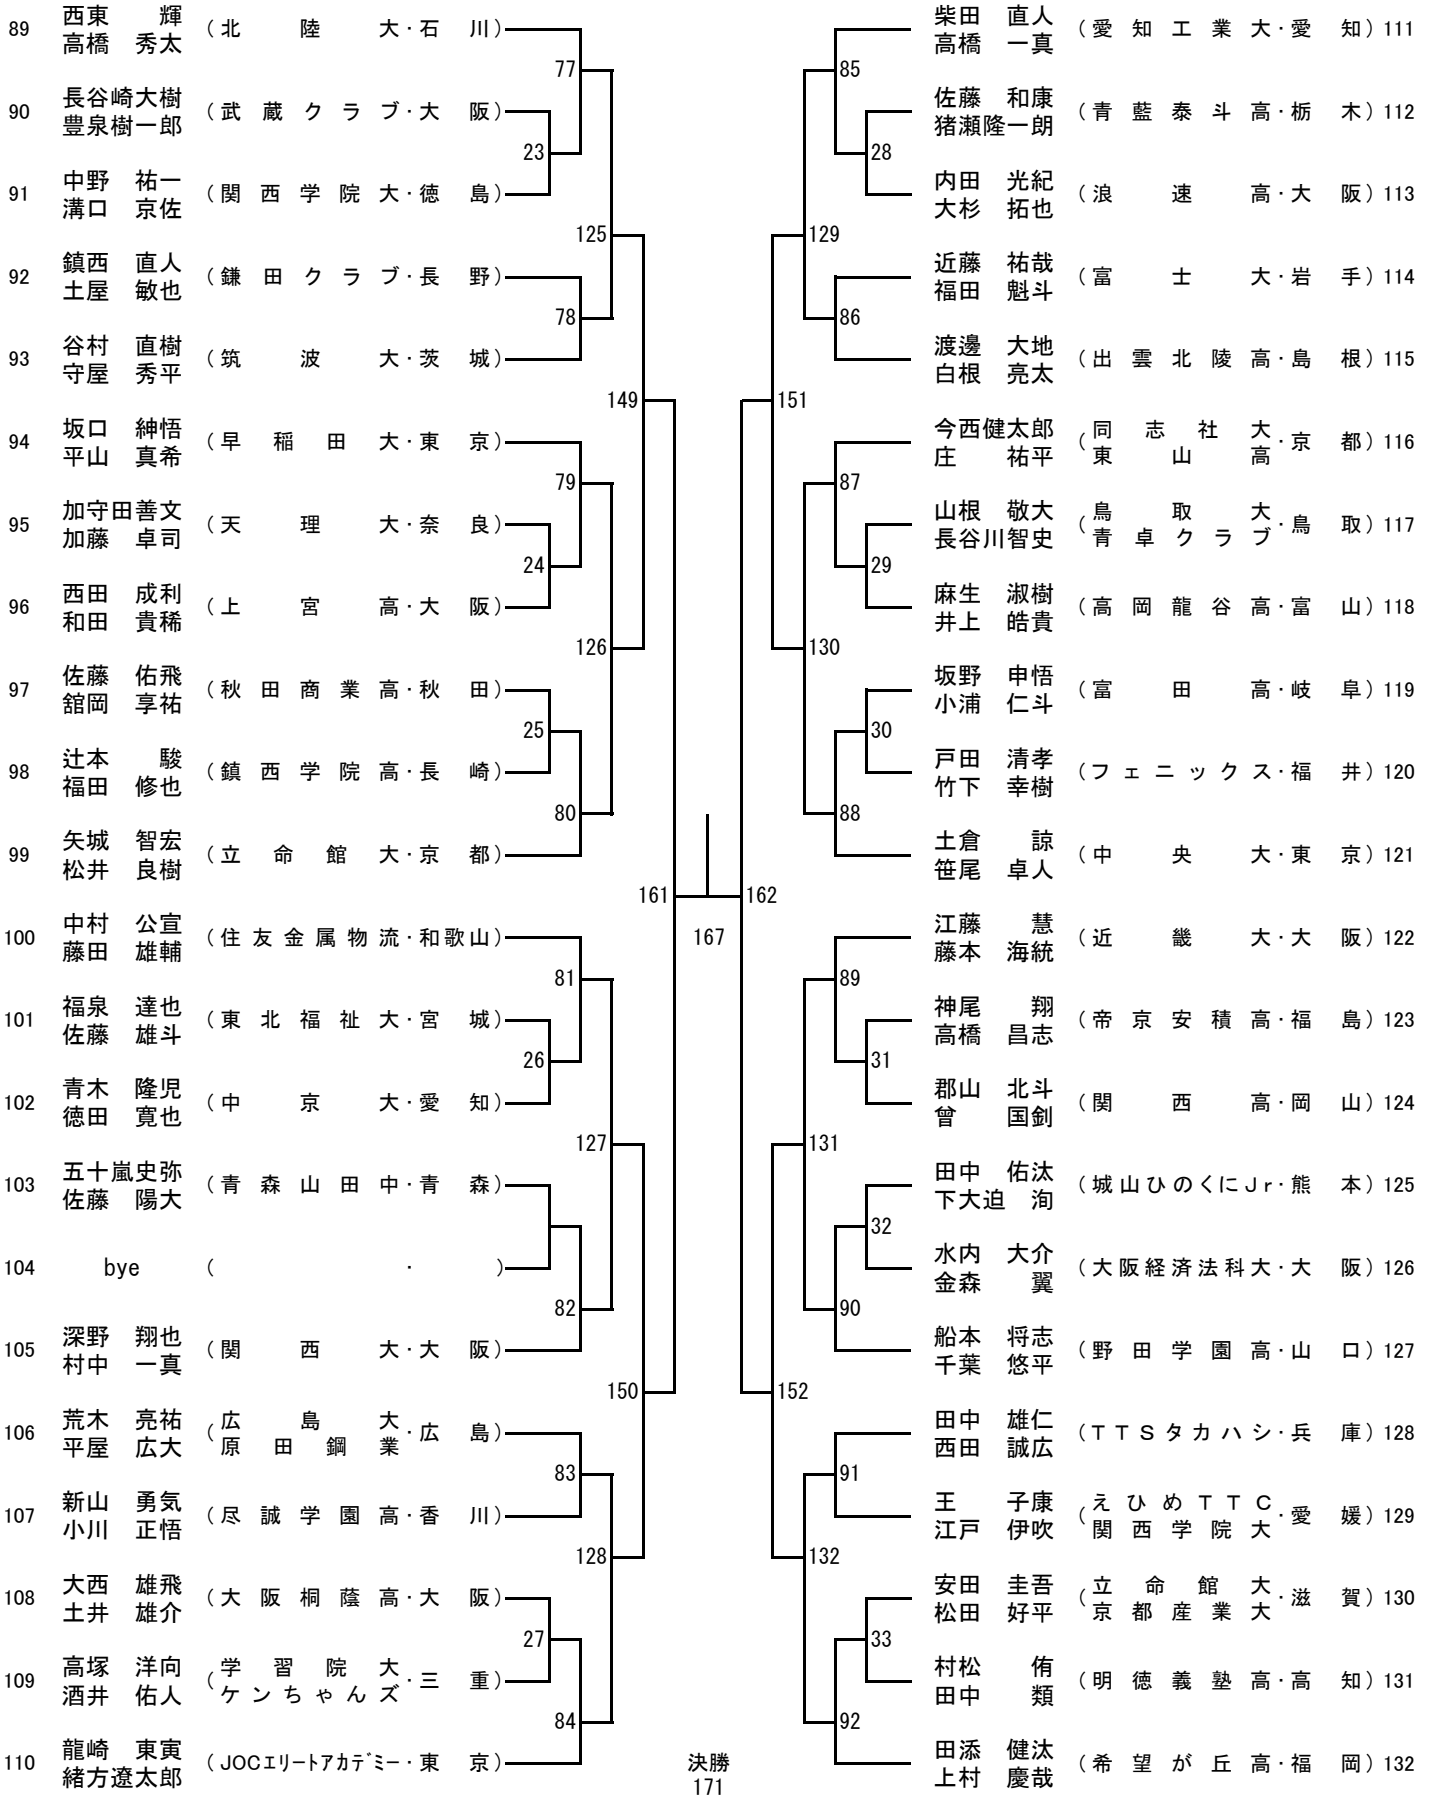 89 西東 輝 (北陸大・石川)
高橋 秀太
77
90 長谷崎大樹 (武蔵クラブ・大阪)
豊泉樹一郎
23
91 中野 祐一 (関西学院大・徳島)
溝口 京佐
125
92 鎮西 直人 (鎌田クラブ・長野)
土屋 敏也
78
93 谷村 直樹 (筑波大・茨城)
守屋 秀平
149
94 坂口 紳悟 (早稲田大・東京)
平山 真希
79
95 加守田善文 (天理大・奈良)
加藤 卓司
24
96 西田 成利 (上宮高・大阪)
和田 貴稀
126
97 佐藤 佑飛 (秋田商業高・秋田)
舘岡 享祐
25
98 辻本 駿 (鎮西学院高・長崎)
福田 修也
80
99 矢城 智宏 (立命館大・京都)
松井 良樹
161
100 中村 公宣 (住友金属物流・和歌山)
藤田 雄輔
81
101 福泉 達也 (東北福祉大・宮城)
佐藤 雄斗
26
102 青木 隆児 (中京大・愛知)
徳田 寛也
127
103 五十嵐史弥 (青森山田中・青森)
佐藤 陽大
104 bye ( ・ )
82
105 深野 翔也 (関西大・大阪)
村中 一真
150
106 荒木 亮祐 (広島大・広島)
平屋 広大 原田鋼業
83
107 新山 勇気 (尽誠学園高・香川)
小川 正悟
128
108 大西 雄飛 (大阪桐蔭高・大阪)
土井 雄介
27
109 高塚 洋向 (学習院大・三重)
酒井 佑人 ケンちゃんズ
84
110 龍崎 東寅 (JOCエリートアカデミー・東京)
緒方遼太郎
167
決勝
171
柴田 直人 (愛知工業大・愛知) 111
高橋 一真
85
佐藤 和康 (青藍泰斗高・栃木) 112
猪瀬隆一朗
28
内田 光紀 (浪速高・大阪) 113
大杉 拓也
129
近藤 祐哉 (富士大・岩手) 114
福田 魁斗
86
渡邊 大地 (出雲北陵高・島根) 115
白根 亮太
151
今西健太郎 (同志社大・京都) 116
庄 祐平 東山高
87
山根 敬大 (鳥取大・鳥取) 117
長谷川智史 青卓クラブ
29
麻生 淑樹 (高岡龍谷高・富山) 118
井上 皓貴
130
坂野 申悟 (富田高・岐阜) 119
小浦 仁斗
30
戸田 清孝 (フェニックス・福井) 120
竹下 幸樹
88
土倉 諒 (中央大・東京) 121
笹尾 卓人
162
江藤 慧 (近畿大・大阪) 122
藤本 海統
89
神尾 翔 (帝京安積高・福島) 123
高橋 昌志
31
郡山 北斗 (関西高・岡山) 124
曾 国釗
131
田中 佑汰 (城山ひのくにJr・熊本) 125
下大迫 洵
32
水内 大介 (大阪経済法科大・大阪) 126
金森 翼
90
船本 将志 (野田学園高・山口) 127
千葉 悠平
152
田中 雄仁 (TTSタカハシ・兵庫) 128
西田 誠広
91
王 子康 (えひめTTC・愛媛) 129
江戸 伊吹 関西学院大
132
安田 圭吾 (立命館大・滋賀) 130
松田 好平 京都産業大
33
村松 侑 (明徳義塾高・高知) 131
田中 類
92
田添 健汰 (希望が丘高・福岡) 132
上村 慶哉